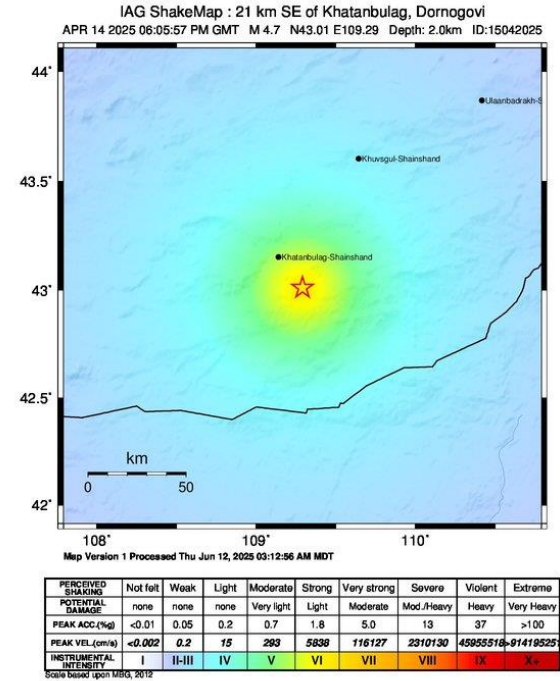 IAG ShakeMap : 21 km SE of Khatanbulag, Dornogovi
APR 14 2025 06:05:57 PM GMT M 4.7 N43.01 E109.29 Depth: 2.0km ID:15042025
44°
Ulaanbadrakh-S
Khuvsgul-Shainshand
43.5°
Khatanbulag-Shainshand
43°
42.5°
km
0 50
42°
108° 109° 110°
Map Version 1 Processed Thu Jun 12, 2025 03:12:56 AM MDT
PERCEIVED SHAKING Not felt Weak Light Moderate Strong Very strong Severe Violent Extreme
POTENTIAL DAMAGE none none none Very light Light Moderate Mod./Heavy Heavy Very Heavy
PEAK ACC.(%g) <0.01 0.05 0.2 0.7 1.8 5.0 13 37 >100
PEAK VEL.(cm/s) <0.002 0.2 15 293 5838 116127 2310130 45955518
INSTRUMENTAL INTENSITY I II-III IV V VI VII VIII IX X+
Scale based upon MBG, 2012